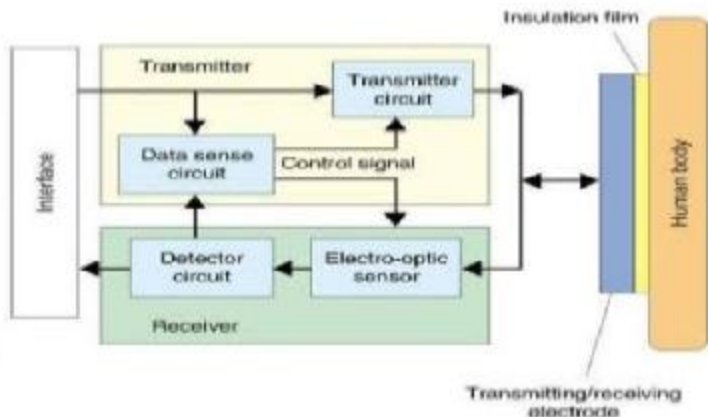 Insulation film
Transmitter
Transmitter
circuit
Data sense
circuit
Control signal
Interface
Human body
Detector
circuit
Electro-optic
sensor
Receiver
Transmitting/receiving
electrode